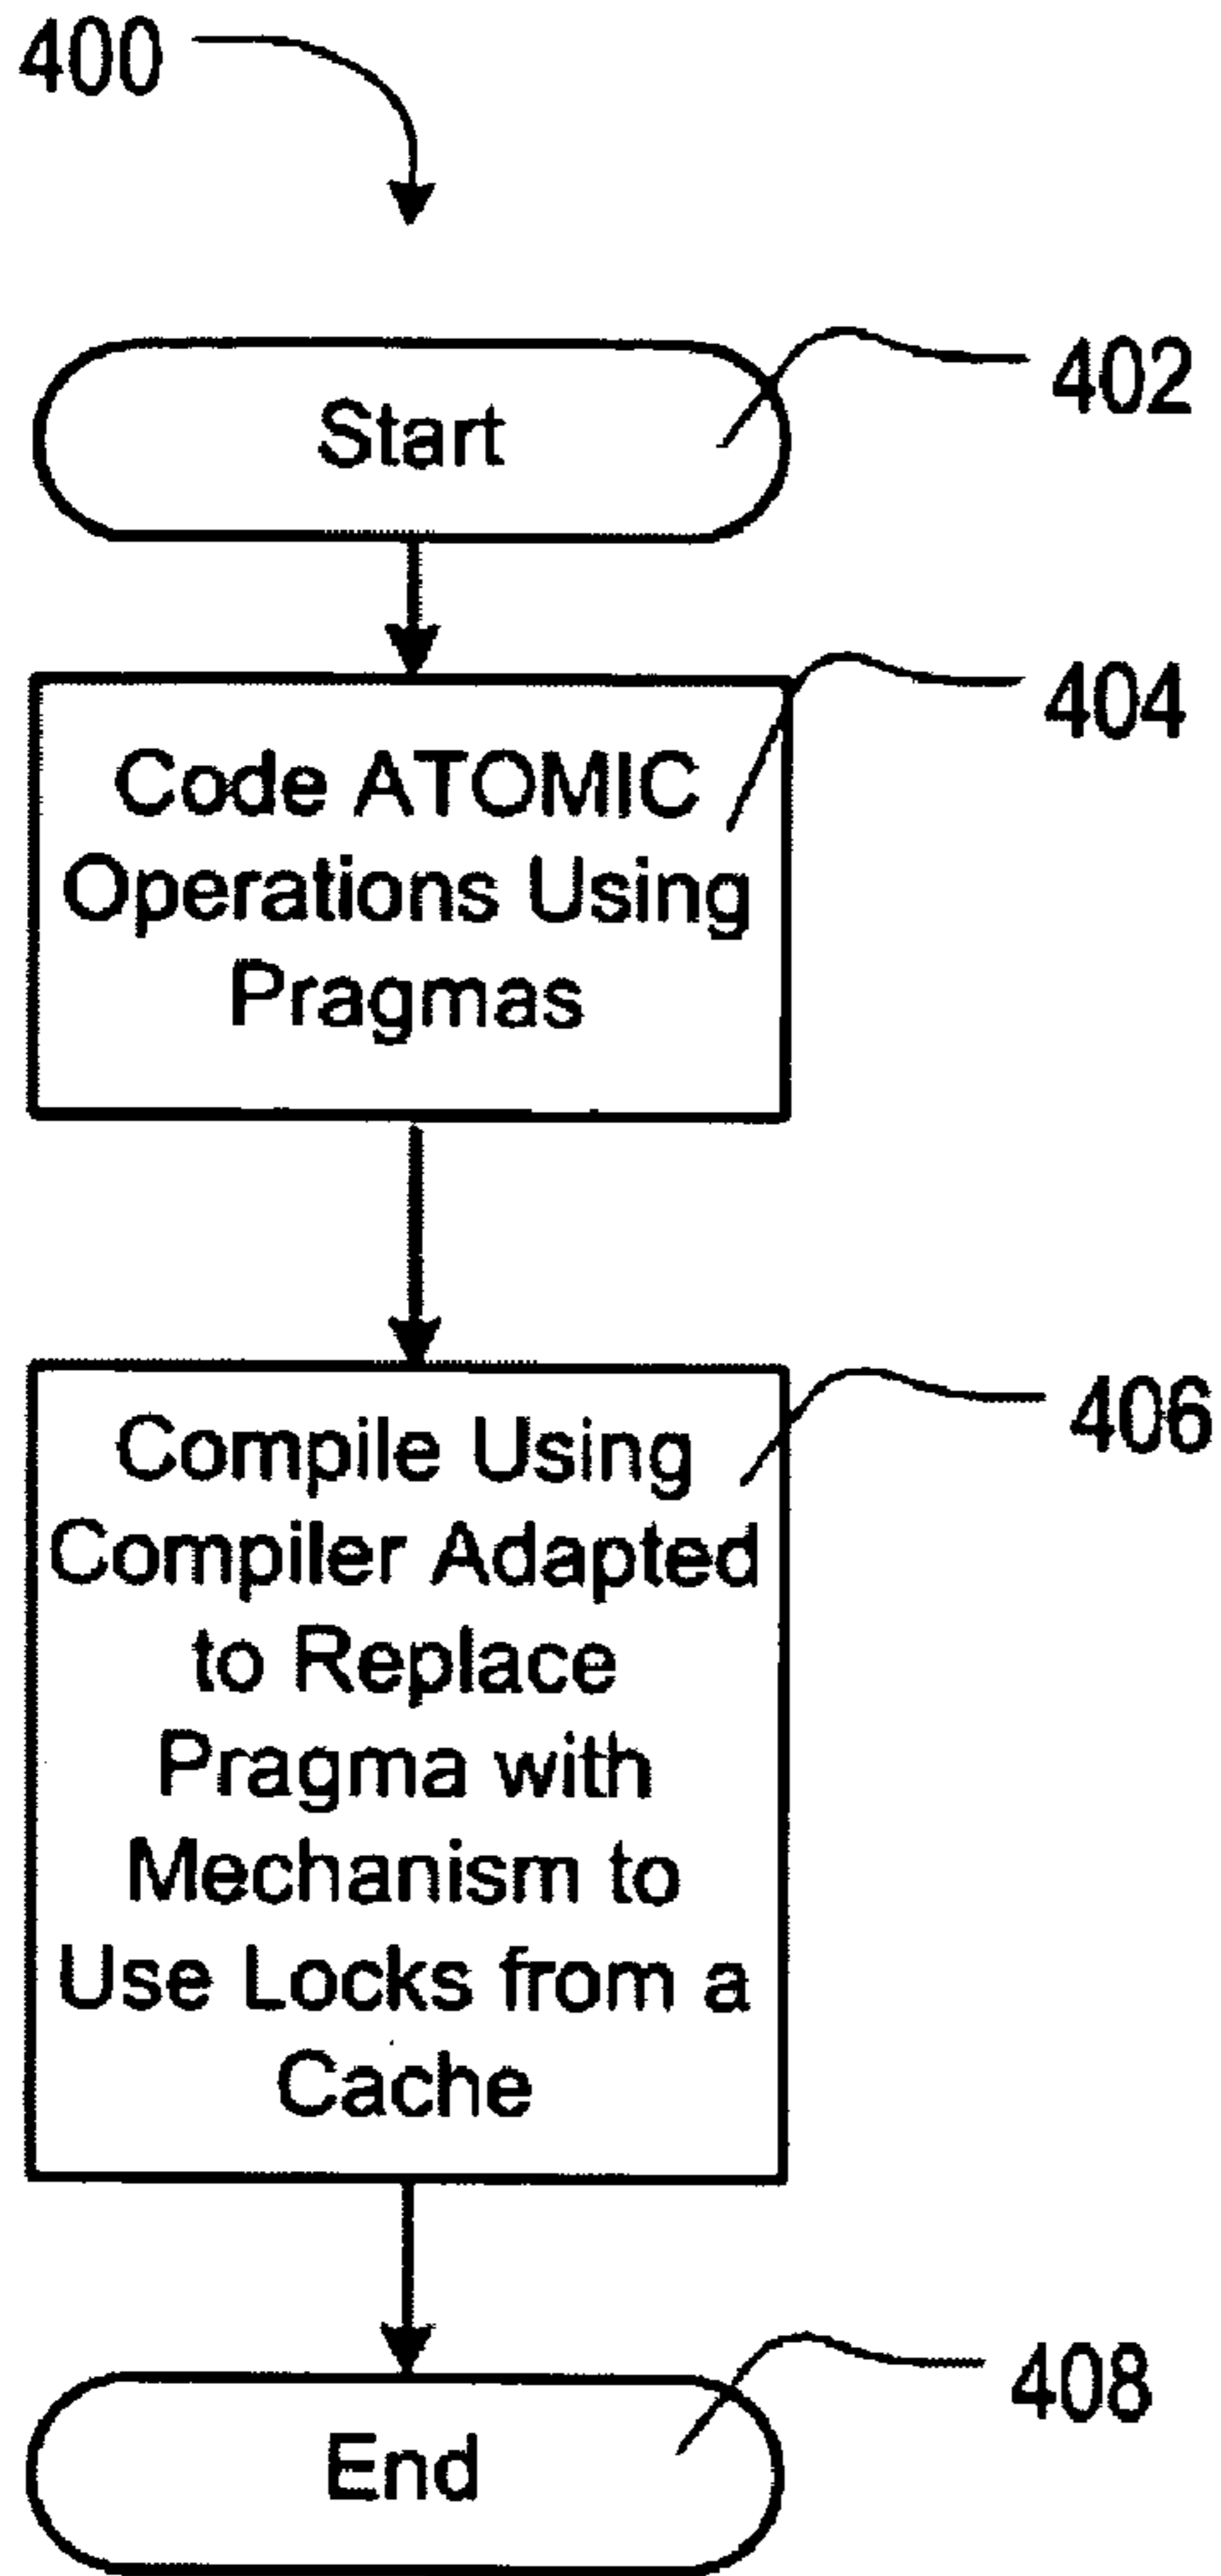 400
Start
402
Code ATOMIC
Operations Using
Pragmas
404
Compile Using
Compiler Adapted
to Replace
Pragma with
Mechanism to
Use Locks from a
Cache
406
End
408